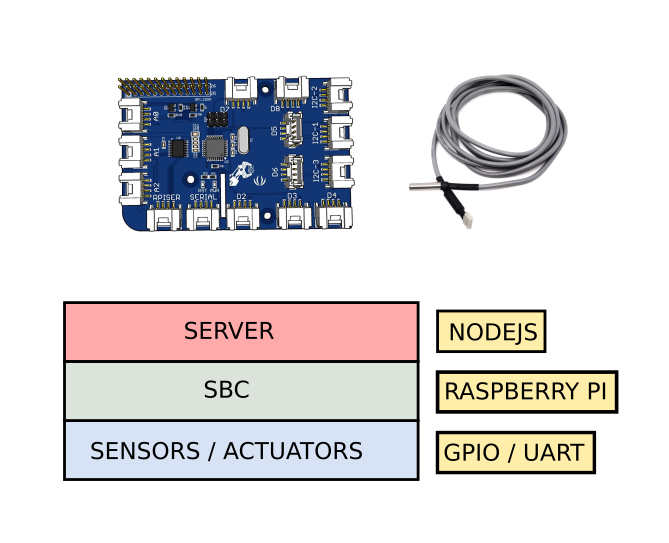 D7
D8
I2C-2
A0
D5
I2C-1
A1
D6
I2C-3
A2
RPISER SERIAL D2 D3 D4
SERVER
NODEJS
SBC
RASPBERRY PI
SENSORS / ACTUATORS
GPIO / UART